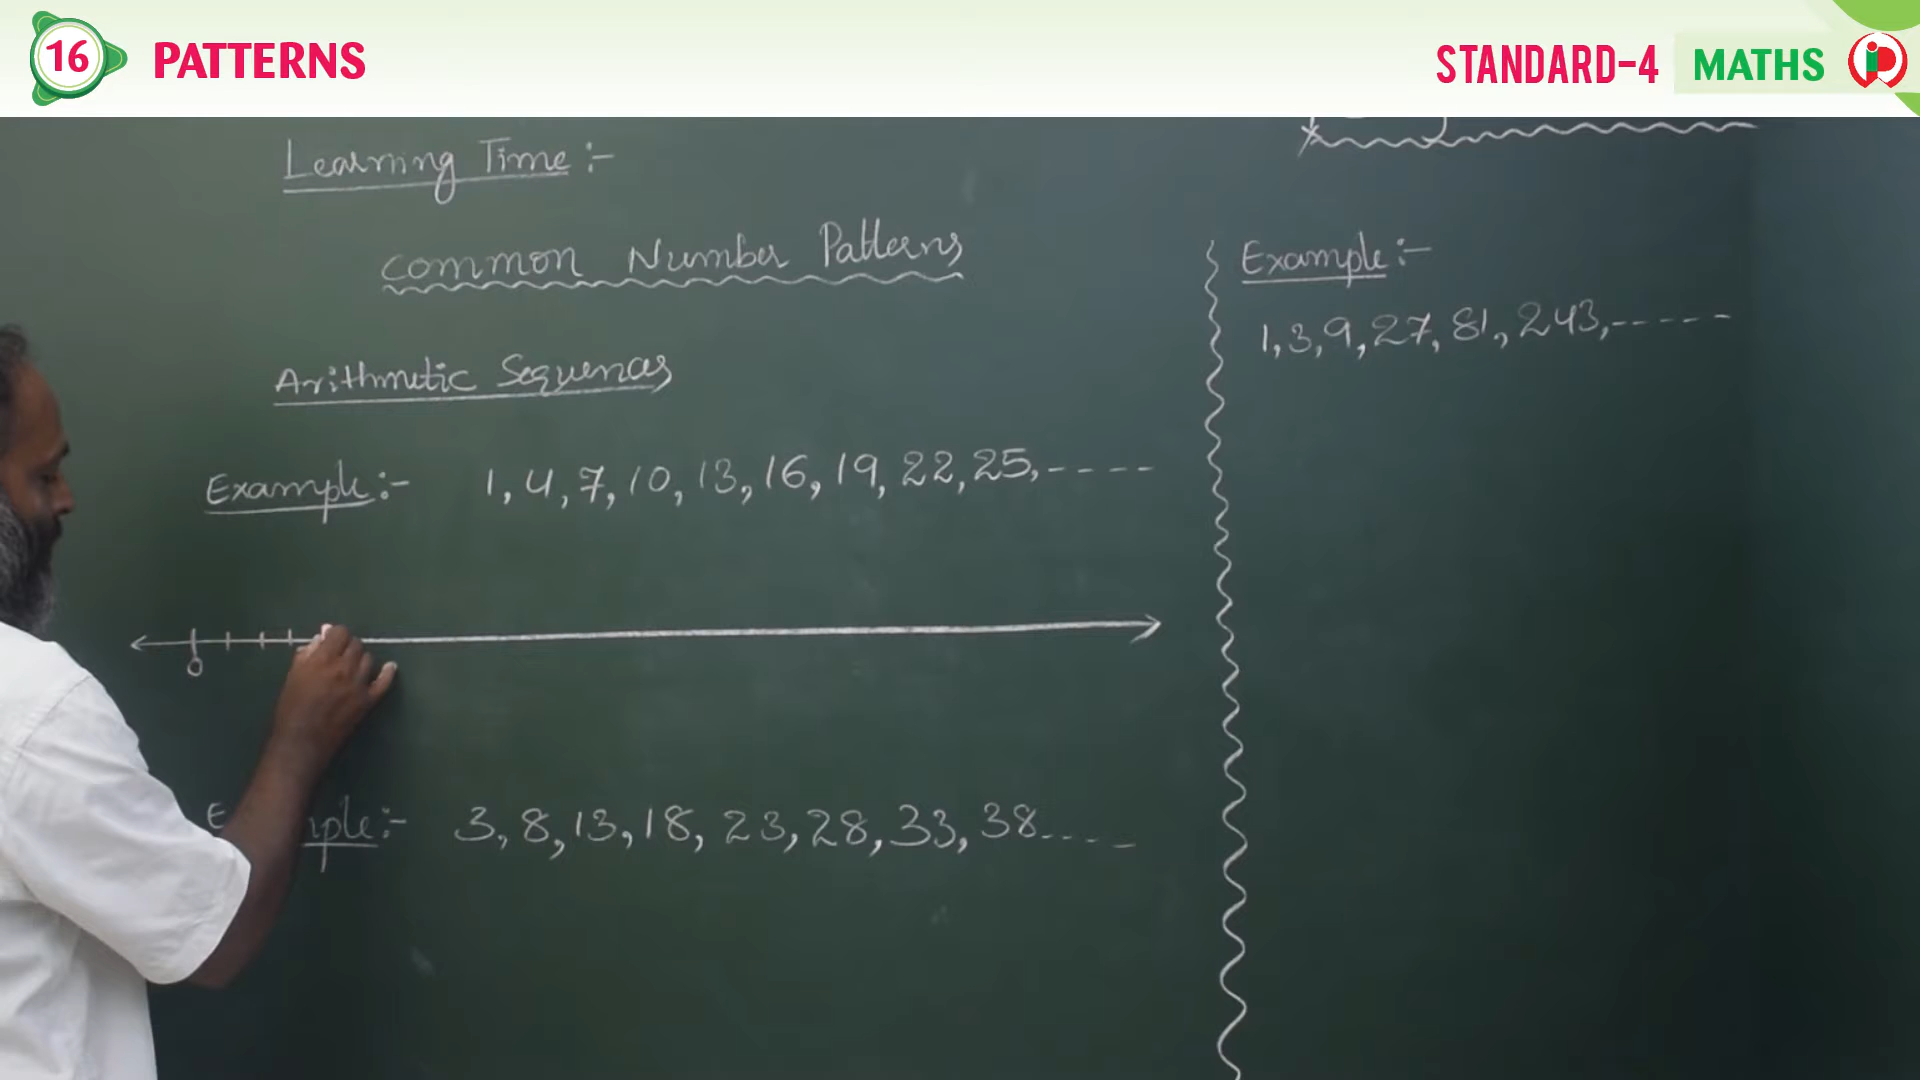 16 PATTERNS
STANDARD-4 MATHS
Learning Time :-
Common Number Patterns
Arithmetic Sequences
Example :- 1, 4, 7, 10, 13, 16, 19, 22, 25, ----
0
3, 8, 13, 18, 23, 28, 33, 38 ----
Example :-
1, 3, 9, 27, 81, 243, -----